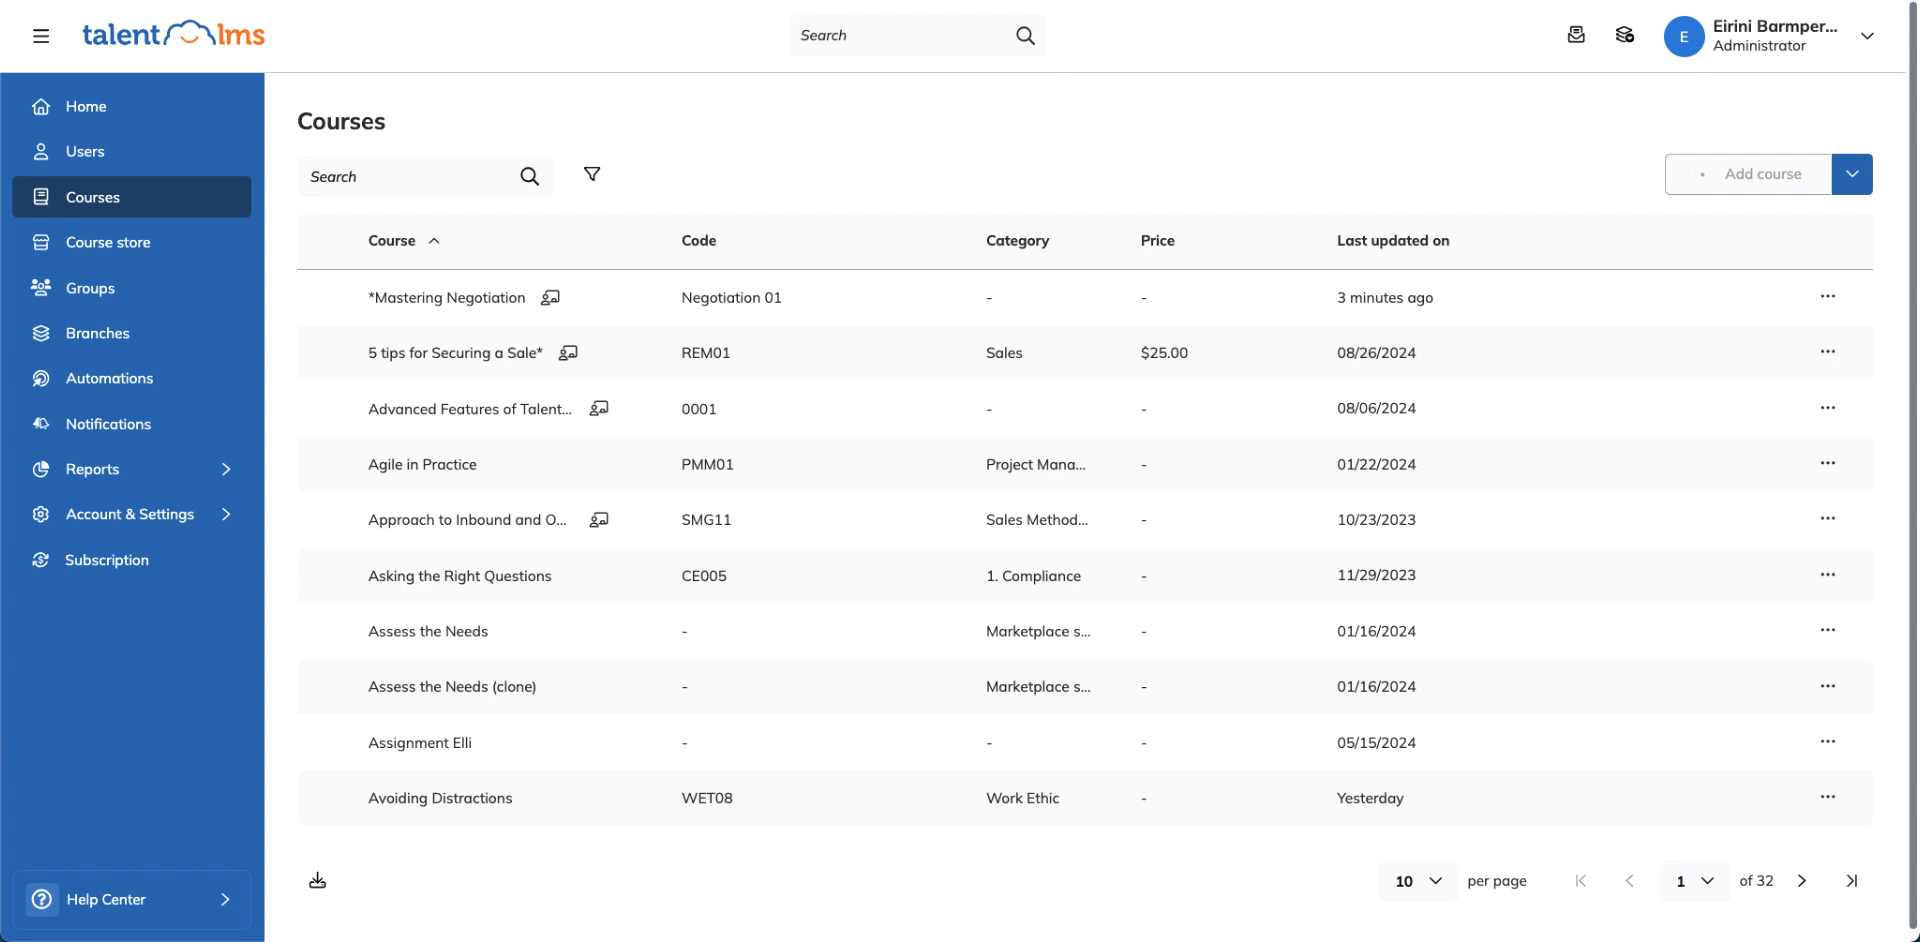 talentlms
Search
E
Eirini Barmper...
Administrator
Home
Users
Courses
Course store
Groups
Branches
Automations
Notifications
Reports
Account & Settings
Subscription
Help Center
Courses
Search
Add course
Course Code Category Price Last updated on
*Mastering Negotiation Negotiation 01 - - 3 minutes ago
5 tips for Securing a Sale* REM01 Sales $25.00 08/26/2024
Advanced Features of Talent... 0001 - - 08/06/2024
Agile in Practice PMM01 Project Mana... - 01/22/2024
Approach to Inbound and O... SMG11 Sales Method... - 10/23/2023
Asking the Right Questions CE005 1. Compliance - 11/29/2023
Assess the Needs - Marketplace s... - 01/16/2024
Assess the Needs (clone) - Marketplace s... - 01/16/2024
Assignment Elli - - - 05/15/2024
Avoiding Distractions WET08 Work Ethic - Yesterday
10 per page 1 of 32